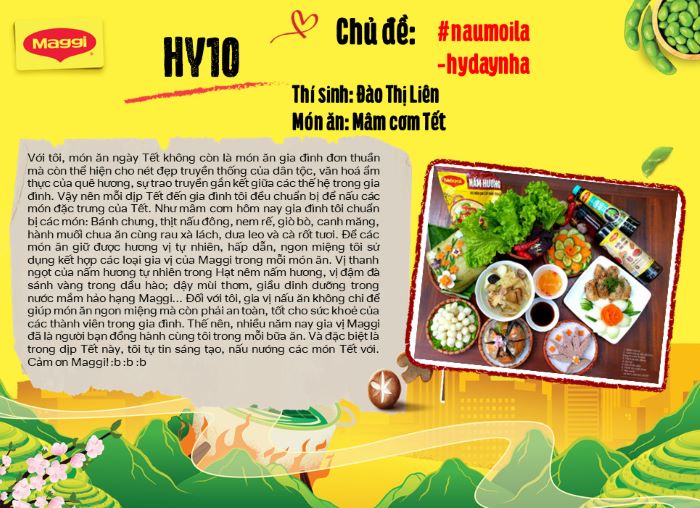 Maggi
HY10
Chủ đề: #naumoila
-hydaynha
Thí sinh: Đào Thị Liên
Món ăn: Mâm cơm Tết
Với tôi, món ăn ngày Tết không còn là món ăn gia đình đơn thuần
mà còn thể hiện cho nét đẹp truyền thống của dân tộc, văn hoá ẩm
thực của quê hương, sự trao truyền gắn kết giữa các thế hệ trong gia
đình. Vậy nên mỗi dịp Tết đến gia đình tôi đều chuẩn bị để nấu các
món đặc trưng của Tết. Như mâm cơm hôm nay gia đình tôi chuẩn
bị các món: Bánh chưng, thịt nấu đông, nem rế, giò bò, canh măng,
hành muối chua ăn cùng rau xà lách, dưa leo và cà rốt tươi. Để các
món ăn giữ được hương vị tự nhiên, hấp dẫn, ngon miệng tôi sử
dụng kết hợp các loại gia vị của Maggi trong mỗi món ăn. Vị thanh
ngọt của nấm hương tự nhiên trong Hạt nêm nấm hương, vị đậm đà
sánh vàng trong dầu hào; dậy mùi thơm, giầu dinh dưỡng trong
nước mắm hảo hạng Maggi... Đối với tôi, gia vị nấu ăn không chỉ để
giúp món ăn ngon miệng mà còn phải an toàn, tốt cho sức khoẻ của
các thành viên trong gia đình. Thế nên, nhiều năm nay gia vị Maggi
đã là người bạn đồng hành cùng tôi trong mỗi bữa ăn. Và đặc biệt là
trong dịp Tết này, tôi tự tin sáng tạo, nấu nướng các món Tết với.
Cảm ơn Maggi! :b :b :b
Maggi
NẤM HƯƠNG